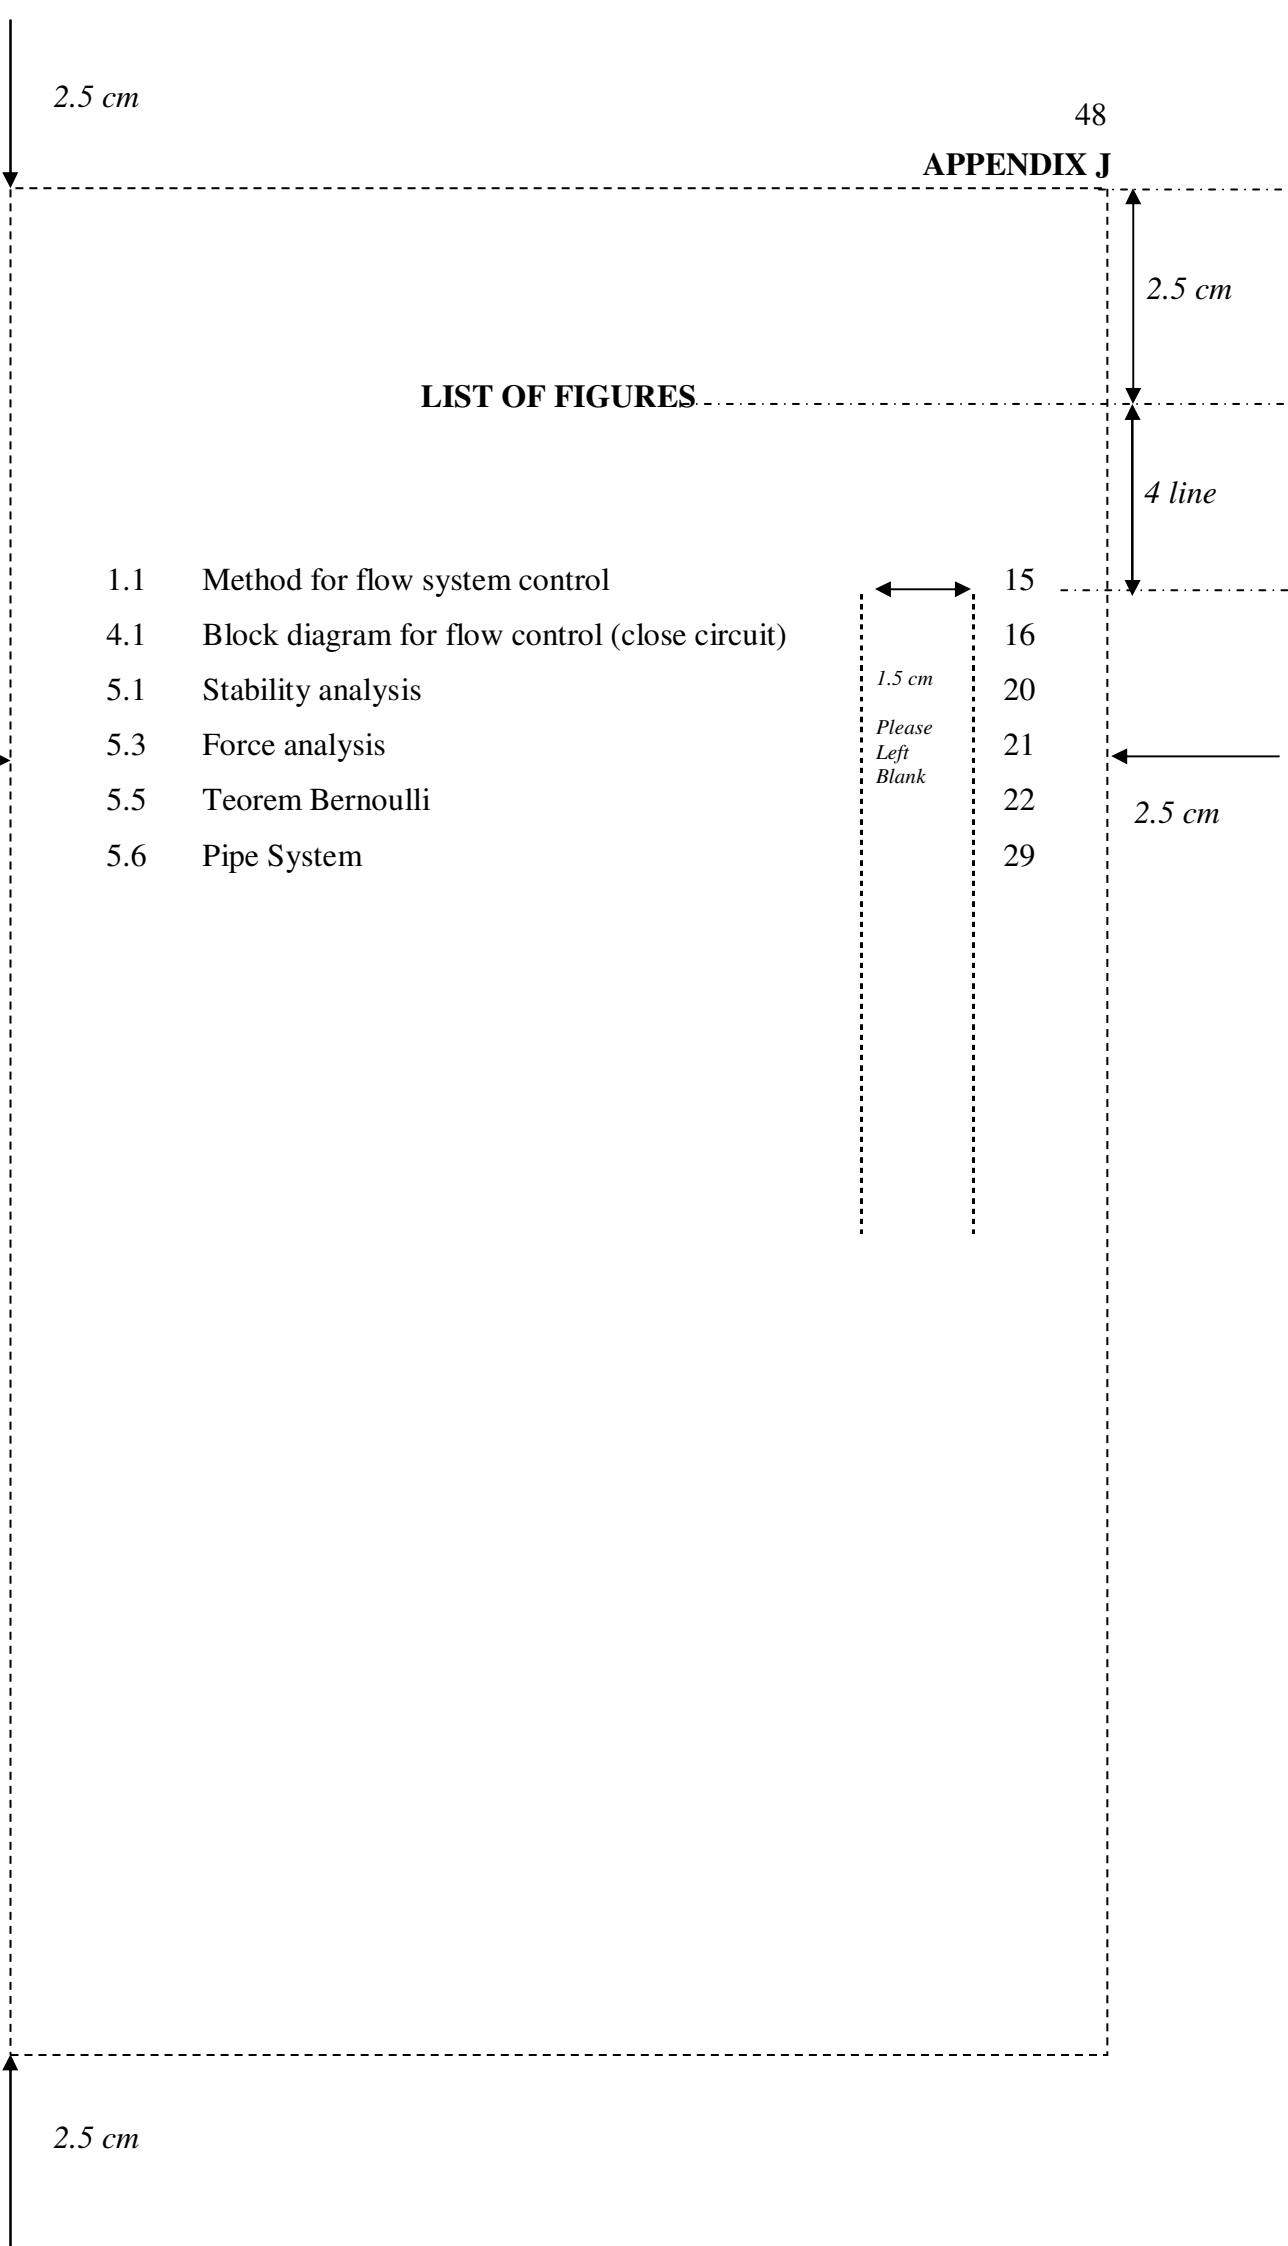 2.5 cm
48
APPENDIX J
2.5 cm
LIST OF FIGURES
4 line
1.1 Method for flow system control 15
4.1 Block diagram for flow control (close circuit) 16
5.1 Stability analysis 20
5.3 Force analysis 21
5.5 Teorem Bernoulli 22
5.6 Pipe System 29
1.5 cm
Please
Left
Blank
2.5 cm
2.5 cm